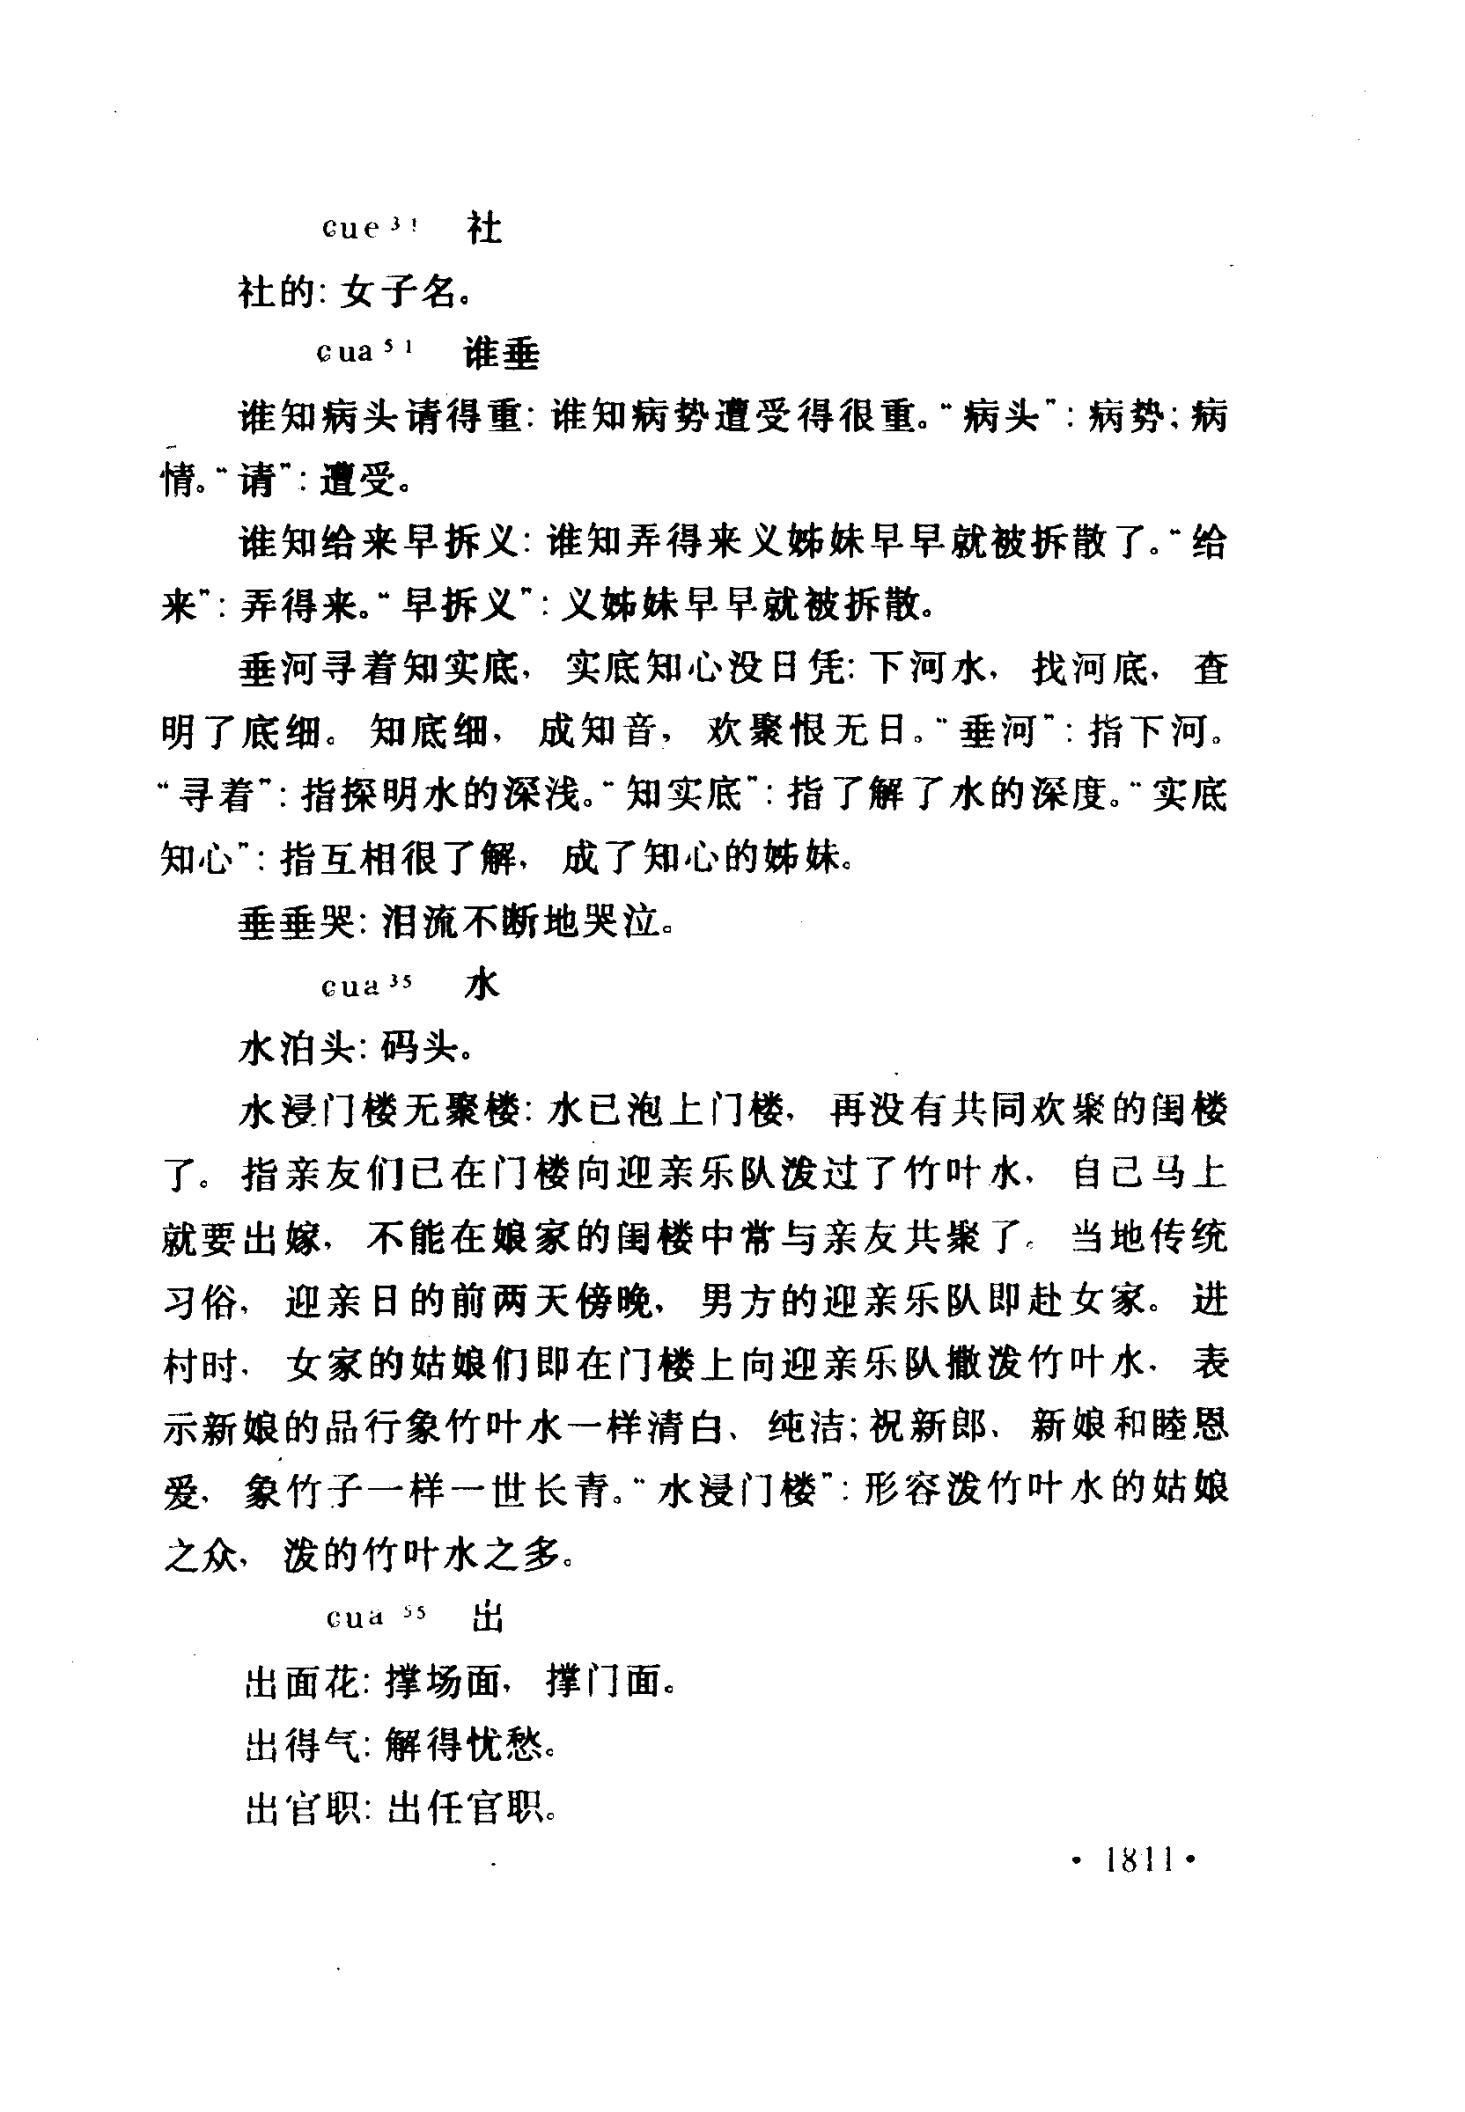 ɕue³¹ 社
社的：女子名。
ɕua⁵¹ 谁垂
谁知病头请得重：谁知病势遭受得很重。“病头”：病势；病
情。“请”：遭受。
谁知给来早拆义：谁知弄得来义姊妹早早就被拆散了。“给
来”：弄得来。“早拆义”：义姊妹早早就被拆散。
垂河寻着知实底，实底知心没日凭：下河水，找河底，查
明了底细。知底细，成知音，欢聚恨无日。“垂河”：指下河。
“寻着”：指探明水的深浅。“知实底”：指了解了水的深度。“实底
知心”：指互相很了解，成了知心的姊妹。
垂垂哭：泪流不断地哭泣。
ɕua³⁵ 水
水泊头：码头。
水浸门楼无聚楼：水已泡上门楼，再没有共同欢聚的闺楼
了。指亲友们已在门楼向迎亲乐队泼过了竹叶水，自己马上
就要出嫁，不能在娘家的闺楼中常与亲友共聚了。当地传统
习俗，迎亲日的前两天傍晚，男方的迎亲乐队即赴女家。进
村时，女家的姑娘们即在门楼上向迎亲乐队撒泼竹叶水，表
示新娘的品行象竹叶水一样清白、纯洁；祝新郎、新娘和睦恩
爱，象竹子一样一世长青。“水浸门楼”：形容泼竹叶水的姑娘
之众，泼的竹叶水之多。
ɕua⁵⁵ 出
出面花：撑场面，撑门面。
出得气：解得忧愁。
出官职：出任官职。
·1811·